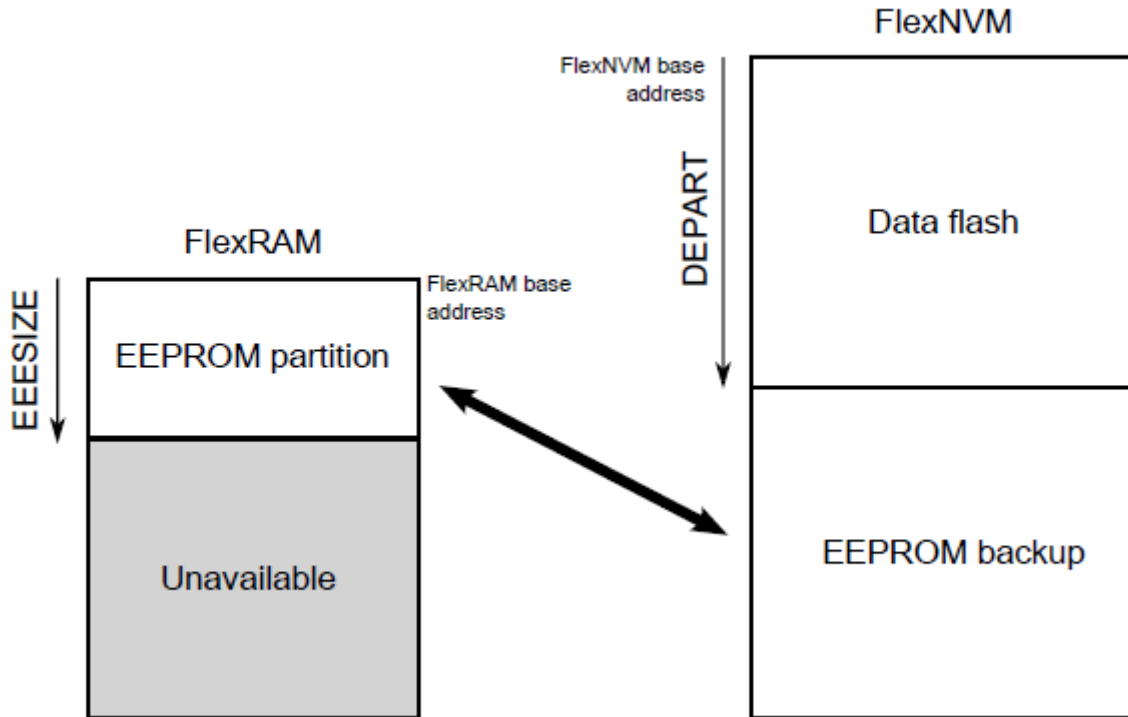 FlexNVM
FlexNVM base
address
DEPART
Data flash
FlexRAM
FlexRAM base
address
EEESIZE
EEPROM partition
EEPROM backup
Unavailable